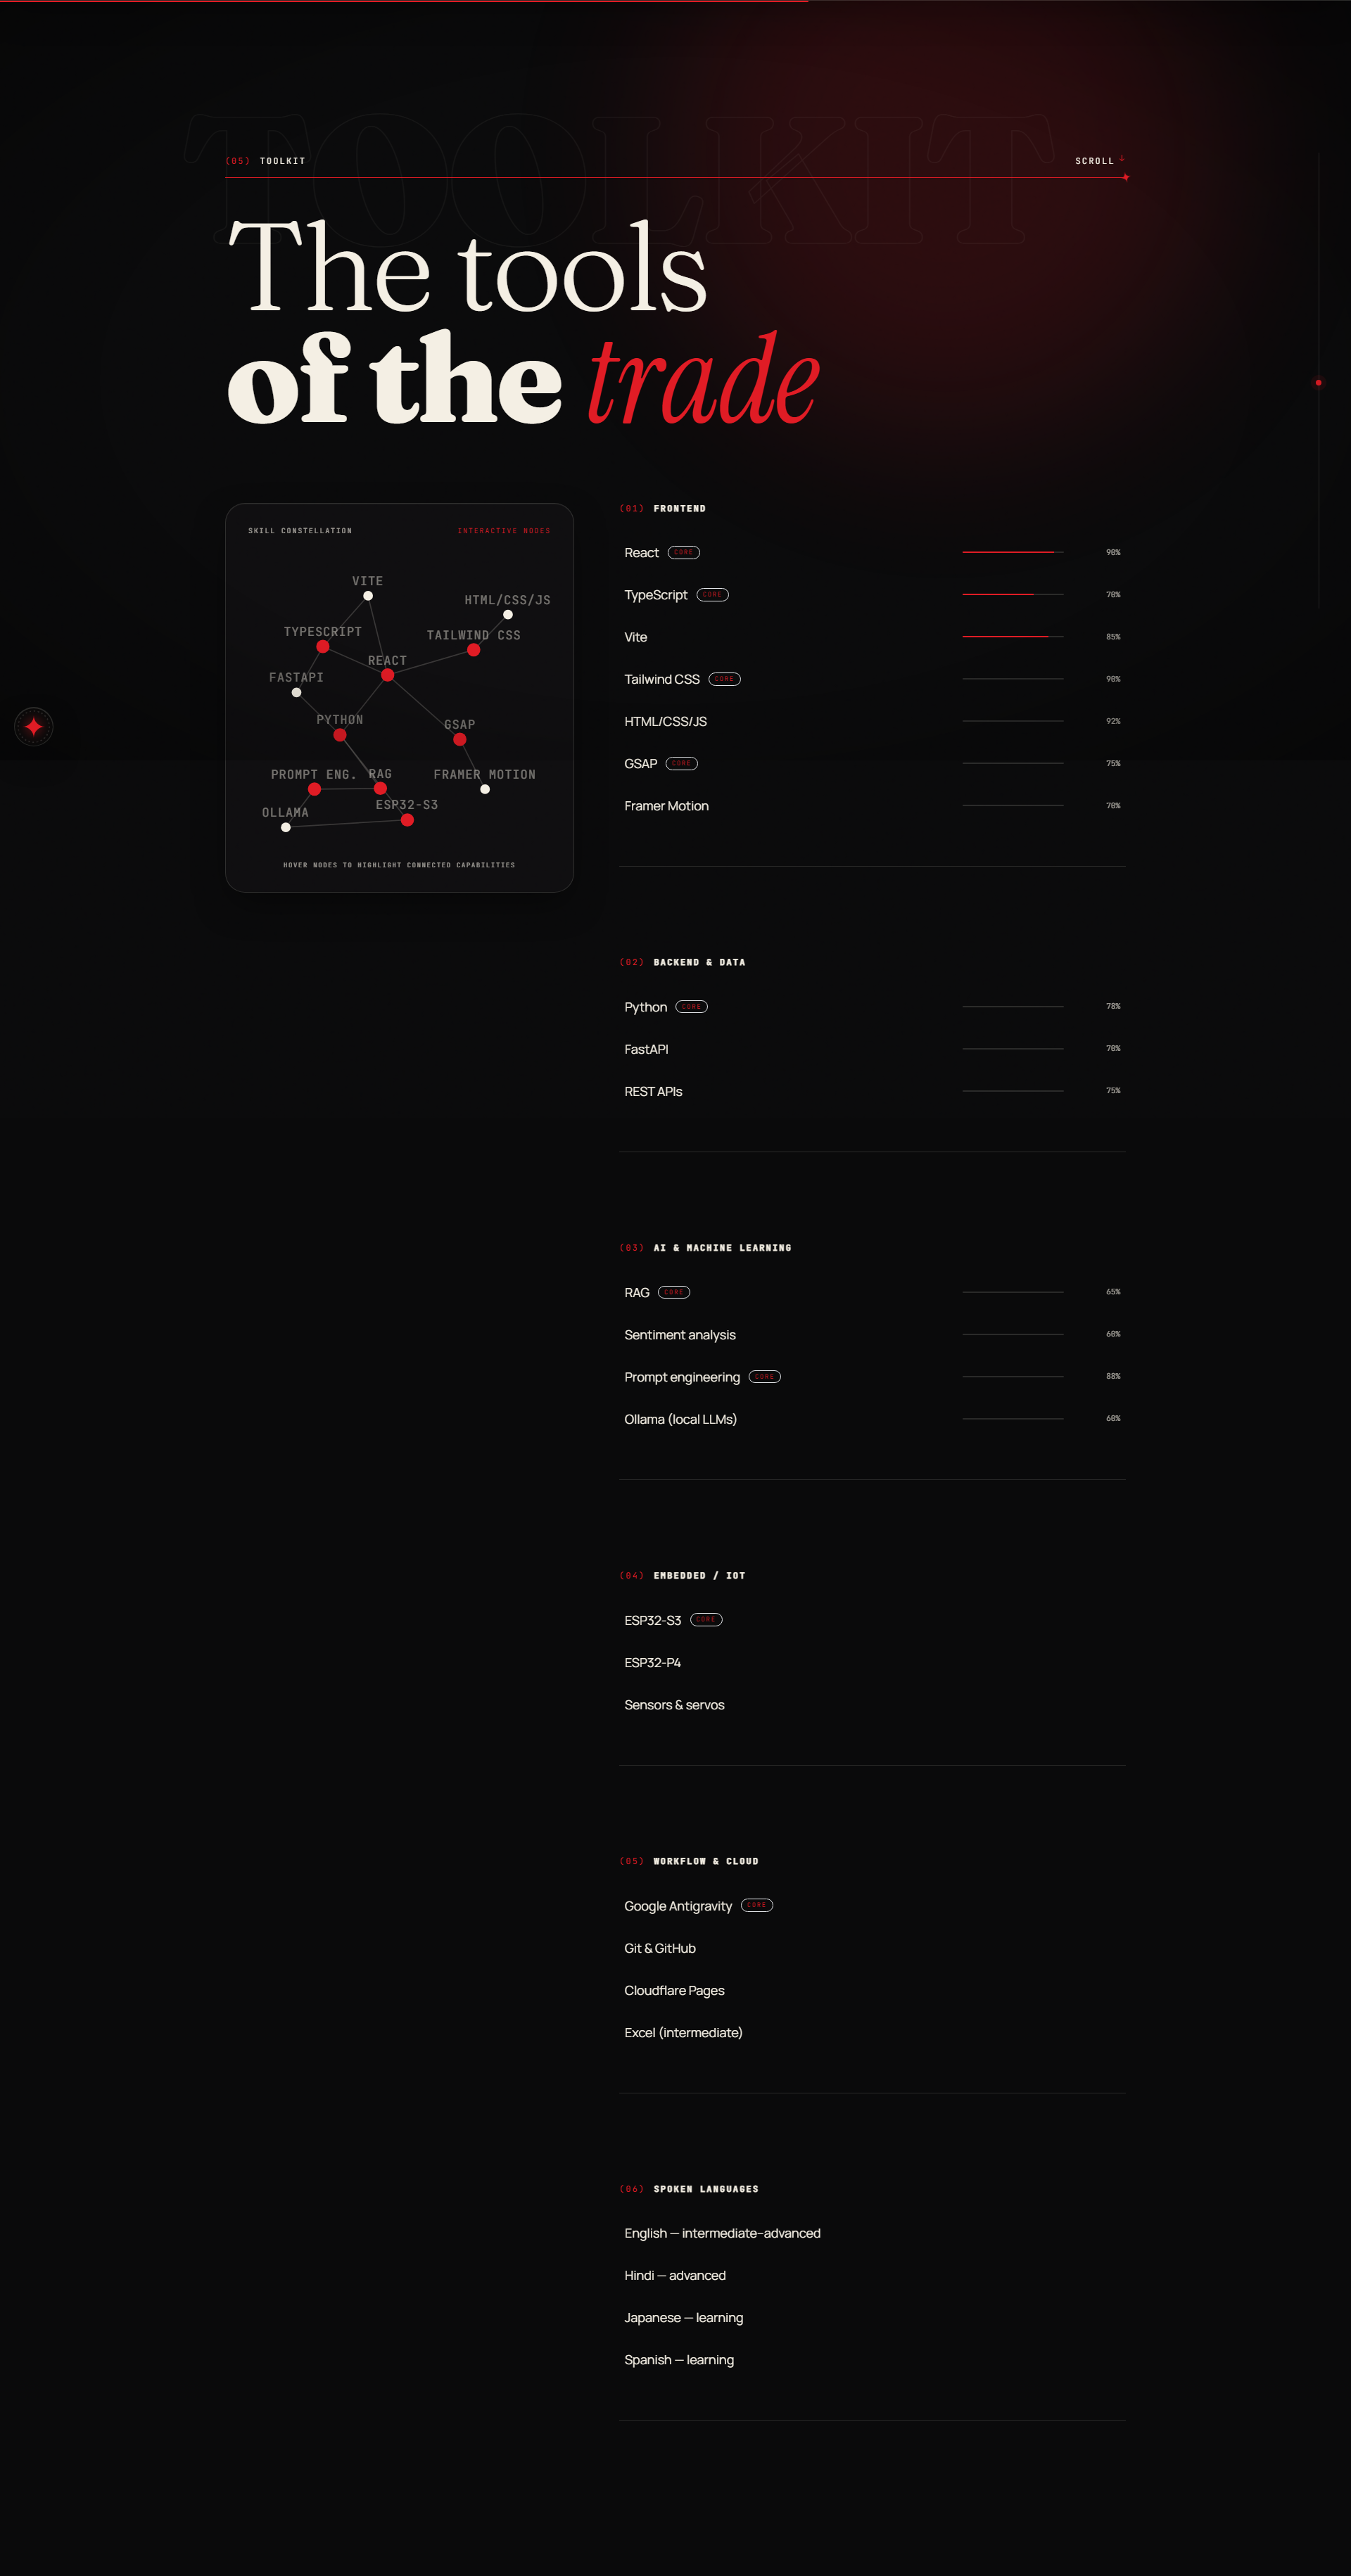 TOOLKIT
(05) TOOLKIT
SCROLL ↓
The tools
of the trade
SKILL CONSTELLATION
INTERACTIVE NODES
VITE
HTML/CSS/JS
TYPESCRIPT
TAILWIND CSS
REACT
FASTAPI
PYTHON
GSAP
PROMPT ENG.
RAG
FRAMER MOTION
ESP32-S3
OLLAMA
HOVER NODES TO HIGHLIGHT CONNECTED CAPABILITIES
(01) FRONTEND
React CORE 90%
TypeScript CORE 70%
Vite 85%
Tailwind CSS CORE 90%
HTML/CSS/JS 92%
GSAP CORE 75%
Framer Motion 70%
(02) BACKEND & DATA
Python CORE 78%
FastAPI 70%
REST APIs 75%
(03) AI & MACHINE LEARNING
RAG CORE 65%
Sentiment analysis 60%
Prompt engineering CORE 88%
Ollama (local LLMs) 60%
(04) EMBEDDED / IOT
ESP32-S3 CORE
ESP32-P4
Sensors & servos
(05) WORKFLOW & CLOUD
Google Antigravity CORE
Git & GitHub
Cloudflare Pages
Excel (intermediate)
(06) SPOKEN LANGUAGES
English — intermediate–advanced
Hindi — advanced
Japanese — learning
Spanish — learning